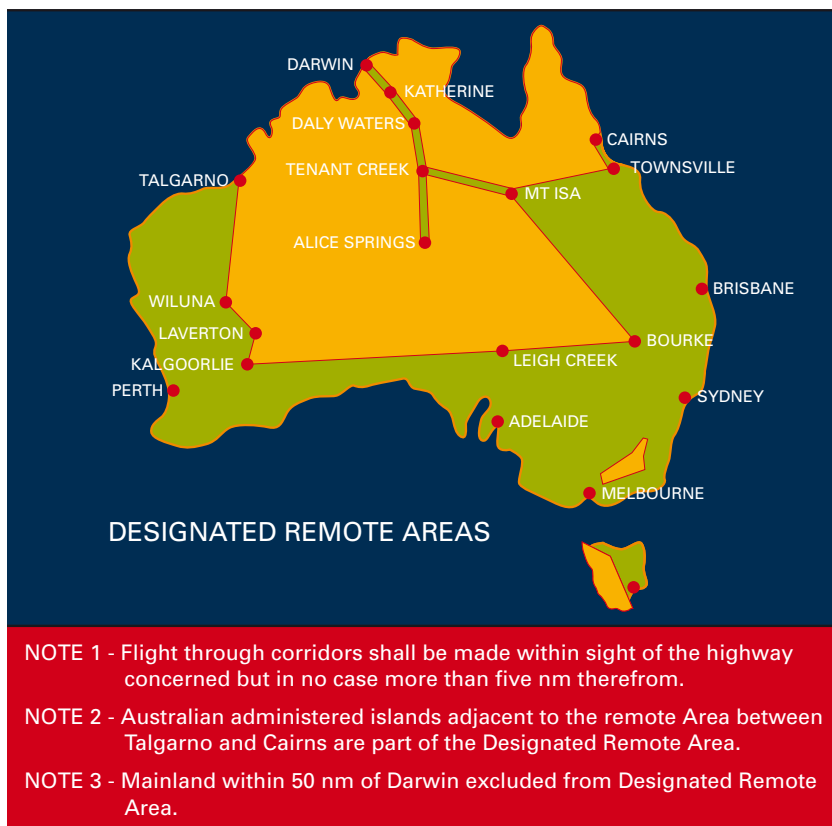 DARWIN
KATHERINE
DALY WATERS
CAIRNS
TENANT CREEK
TOWNSVILLE
TALGARNO
MT ISA
ALICE SPRINGS
BRISBANE
WILUNA
LAVERTON
BOURKE
LEIGH CREEK
KALGOORLIE
PERTH
SYDNEY
ADELAIDE
MELBOURNE
DESIGNATED REMOTE AREAS
NOTE 1 - Flight through corridors shall be made within sight of the highway
concerned but in no case more than five nm therefrom.
NOTE 2 - Australian administered islands adjacent to the remote Area between
Talgarno and Cairns are part of the Designated Remote Area.
NOTE 3 - Mainland within 50 nm of Darwin excluded from Designated Remote
Area.